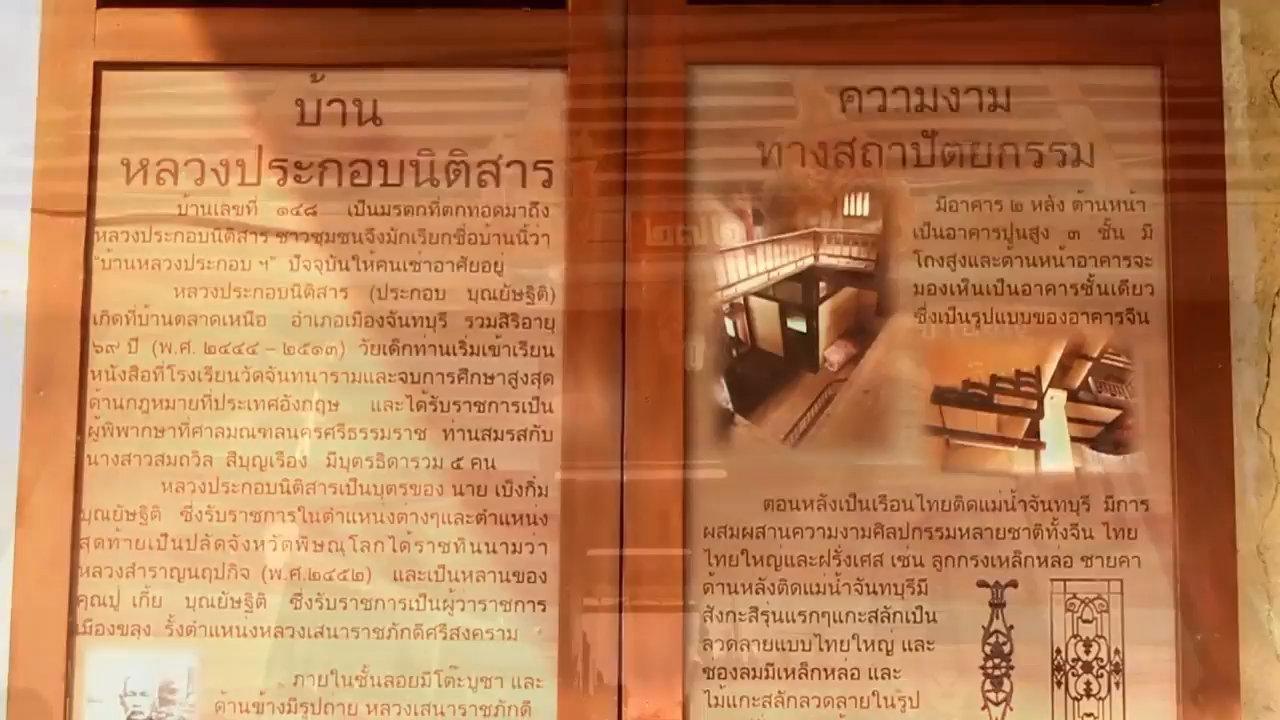 บ้าน
หลวงประกอบนิติสาร
บ้านเลขที่ ๑๔๘ เป็นมรดกที่ตกทอดมาถึง
หลวงประกอบนิติสาร ชาวชุมชนจึงมักเรียกชื่อบ้านนี้ว่า
"บ้านหลวงประกอบ ฯ" ปัจจุบันให้คนเช่าอาศัยอยู่
หลวงประกอบนิติสาร (ประกอบ บุณยัษฐิติ)
เกิดที่บ้านตลาดเหนือ อำเภอเมืองจันทบุรี รวมสิริอายุ
๖๙ ปี (พ.ศ. ๒๔๔๔ – ๒๕๑๓) วัยเด็กท่านเริ่มเข้าเรียน
หนังสือที่โรงเรียนวัดจันทนารามและจบการศึกษาสูงสุด
ด้านกฎหมายที่ประเทศอังกฤษ และได้รับราชการเป็น
ผู้พิพากษาที่ศาลมณฑลนครศรีธรรมราช ท่านสมรสกับ
นางสาวสมถวิล สีบุญเรือง มีบุตรธิดารวม ๕ คน
หลวงประกอบนิติสารเป็นบุตรของ นาย เบ๊งกิ่ม
บุณยัษฐิติ ซึ่งรับราชการในตำแหน่งต่างๆและตำแหน่ง
สุดท้ายเป็นปลัดจังหวัดพิษณุโลกได้ราชทินนามว่า
หลวงสำราญนฤปกิจ (พ.ศ.๒๔๕๒) และเป็นหลานของ
คุณปู่ เกี้ย บุณยัษฐิติ ซึ่งรับราชการเป็นผู้ว่าราชการ
เมืองขลุง รั้งตำแหน่งหลวงเสนาราชภักดีศรีสงคราม
ภายในชั้นลอยมีโต๊ะบูชา และ
ด้านข้างมีรูปถ่าย หลวงเสนาราชภักดี
ความงาม
ทางสถาปัตยกรรม
มีอาคาร ๒ หลัง ด้านหน้า
เป็นอาคารปูนสูง ๓ ชั้น มี
โถงสูงและด้านหน้าอาคารจะ
มองเห็นเป็นอาคารชั้นเดียว
ซึ่งเป็นรูปแบบของอาคารจีน
ตอนหลังเป็นเรือนไทยติดแม่น้ำจันทบุรี มีการ
ผสมผสานความงามศิลปกรรมหลายชาติทั้งจีน ไทย
ไทยใหญ่และฝรั่งเศส เช่น ลูกกรงเหล็กหล่อ ชายคา
ด้านหลังติดแม่น้ำจันทบุรีมี
สังกะสีรุ่นแรกๆแกะสลักเป็น
ลวดลายแบบไทยใหญ่ และ
ช่องลมมีเหล็กหล่อ และ
ไม้แกะสลักลวดลายในรูป